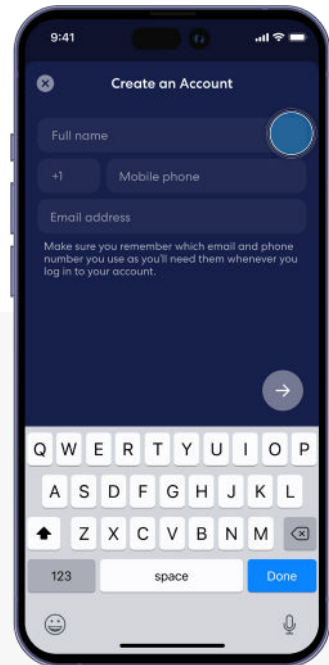 9:41
Create an Account
Full name
+1 Mobile phone
Email address
Make sure you remember which email and phone
number you use as you'll need them whenever you
log in to your account.
Q W E R T Y U I O P
A S D F G H J K L
Z X C V B N M
123 space Done